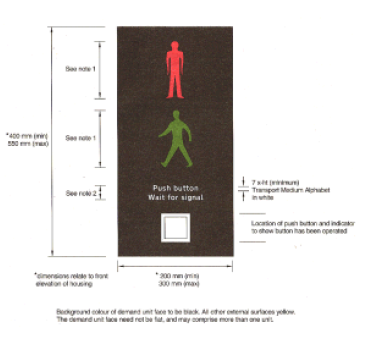 See note 1
*400 mm (min)
550 mm (max)
See note 1
See note 2
Push button
Wait for signal
7 x-ht (minimum)
Transport Medium Alphabet
in white
Location of push button and indicator
to show button has been operated
*dimensions relate to front
elevation of housing
300 mm (max)
Background colour of demand unit face to be black. All other external surfaces yellow.
The demand unit face need not be flat, and may comprise more than one unit.